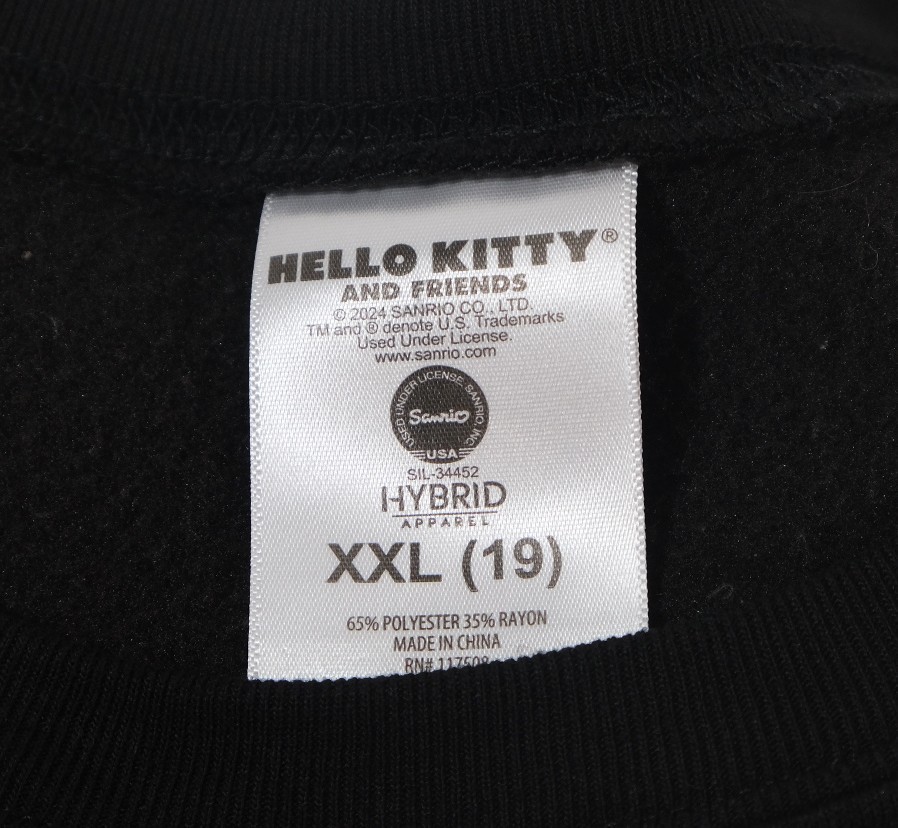 HELLO KITTY®
AND FRIENDS
© 2024 SANRIO CO., LTD.
TM and ® denote U.S. Trademarks
Used Under License.
www.sanrio.com
USED UNDER LICENSE, SANRIO, INC.
Sanrio
USA
SIL-34452
HYBRID
APPAREL
XXL (19)
65% POLYESTER 35% RAYON
MADE IN CHINA
RN# 117508